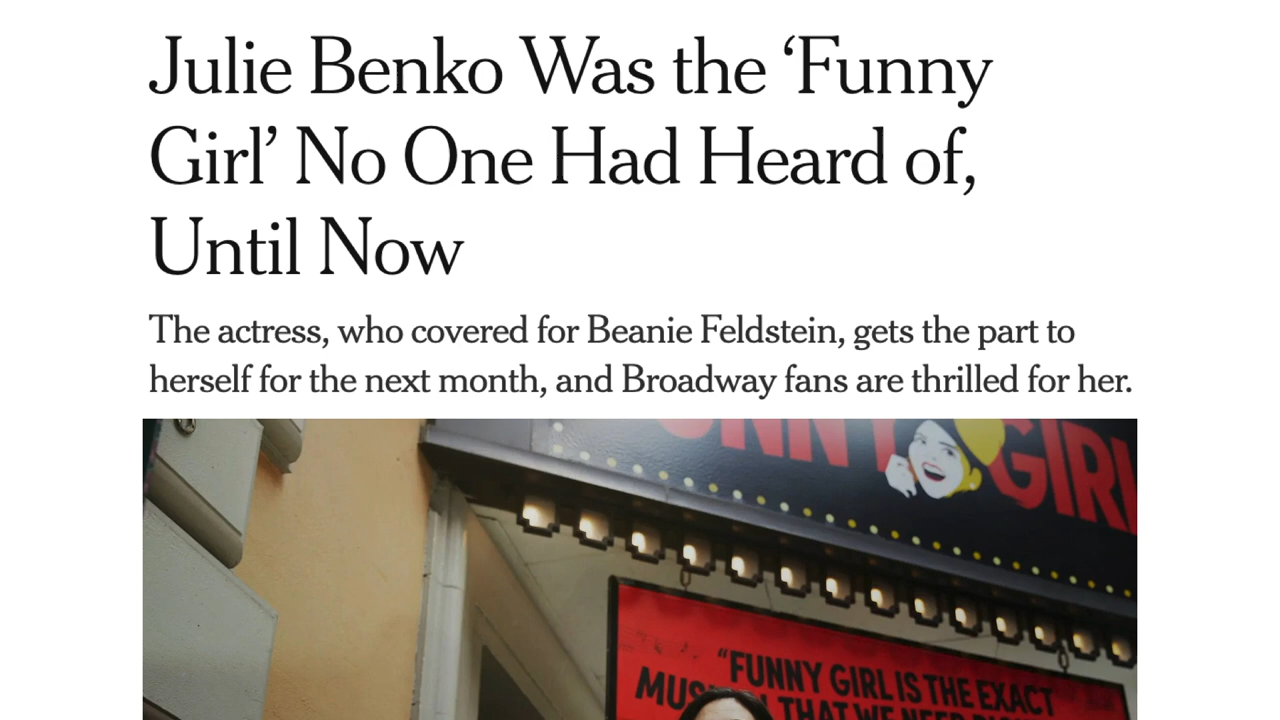 Julie Benko Was the ‘Funny
Girl’ No One Had Heard of,
Until Now
The actress, who covered for Beanie Feldstein, gets the part to
herself for the next month, and Broadway fans are thrilled for her.
GIRL
“FUNNY GIRL IS THE EXACT
THAT WE NEED